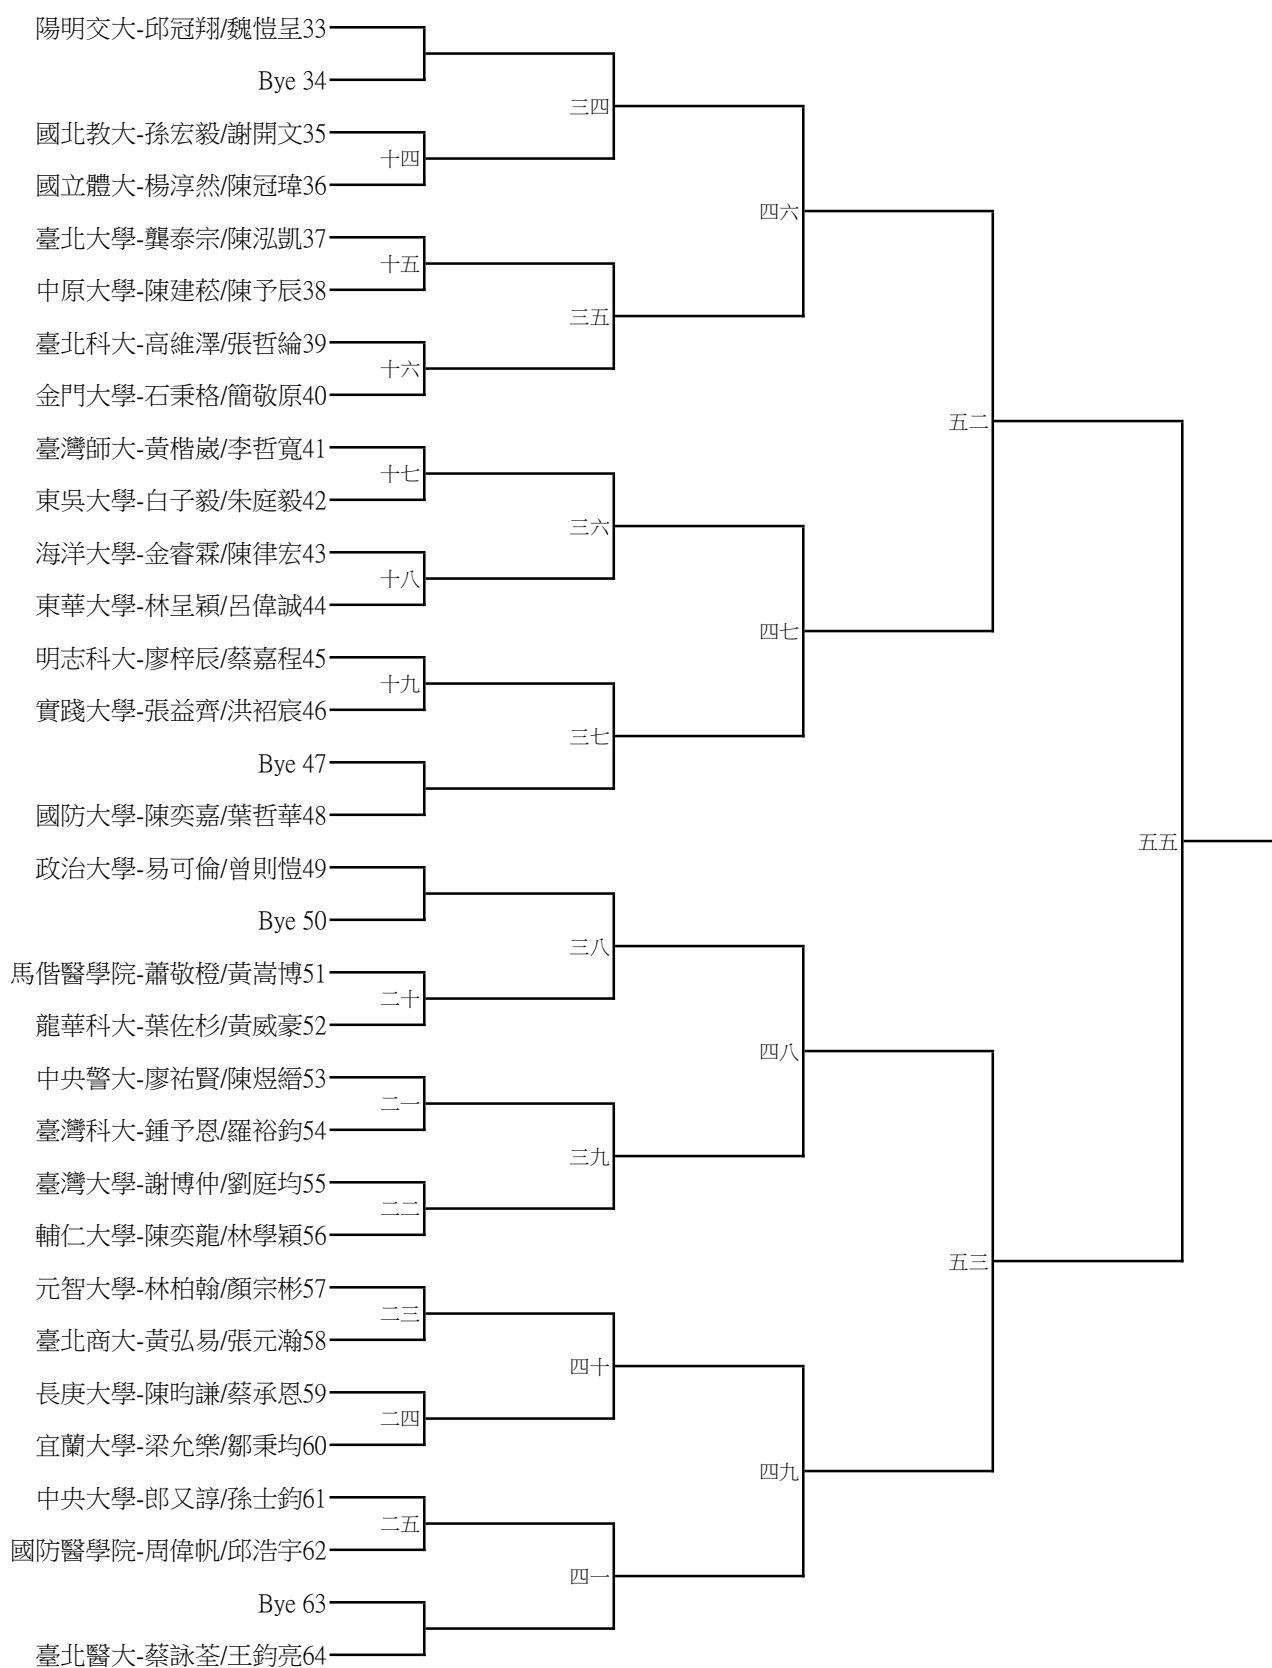 陽明交大-邱冠翔/魏愷呈33
Bye 34
三四
國北教大-孫宏毅/謝開文35
十四
國立體大-楊淳然/陳冠瑋36
四六
臺北大學-龔泰宗/陳泓凱37
十五
中原大學-陳建菘/陳予辰38
三五
臺北科大-高維澤/張哲綸39
十六
金門大學-石秉格/簡敬原40
五二
臺灣師大-黃楷崴/李哲寬41
十七
東吳大學-白子毅/朱庭毅42
三六
海洋大學-金睿霖/陳律宏43
十八
東華大學-林呈穎/呂偉誠44
四七
明志科大-廖梓辰/蔡嘉程45
十九
實踐大學-張益齊/洪袑宸46
三七
Bye 47
國防大學-陳奕嘉/葉哲華48
五五
政治大學-易可倫/曾則愷49
Bye 50
三八
馬偕醫學院-蕭敬橙/黃嵩博51
二十
龍華科大-葉佐杉/黃威豪52
四八
中央警大-廖祐賢/陳煜縉53
二一
臺灣科大-鍾予恩/羅裕鈞54
三九
臺灣大學-謝博仲/劉庭均55
二二
輔仁大學-陳奕龍/林學穎56
五三
元智大學-林柏翰/顏宗彬57
二三
臺北商大-黃弘易/張元瀚58
四十
長庚大學-陳昀謙/蔡承恩59
二四
宜蘭大學-梁允樂/鄒秉均60
四九
中央大學-郎又諄/孫士鈞61
二五
國防醫學院-周偉帆/邱浩宇62
四一
Bye 63
臺北醫大-蔡詠荃/王鈞亮64